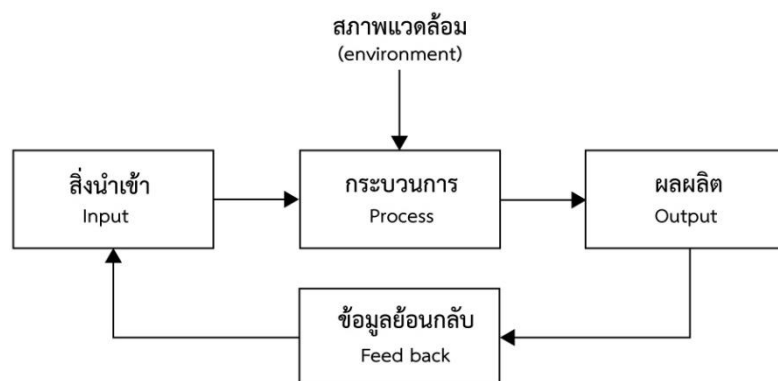 สภาพแวดล้อม
(environment)
สิ่งนำเข้า
Input
กระบวนการ
Process
ผลผลิต
Output
ข้อมูลย้อนกลับ
Feed back